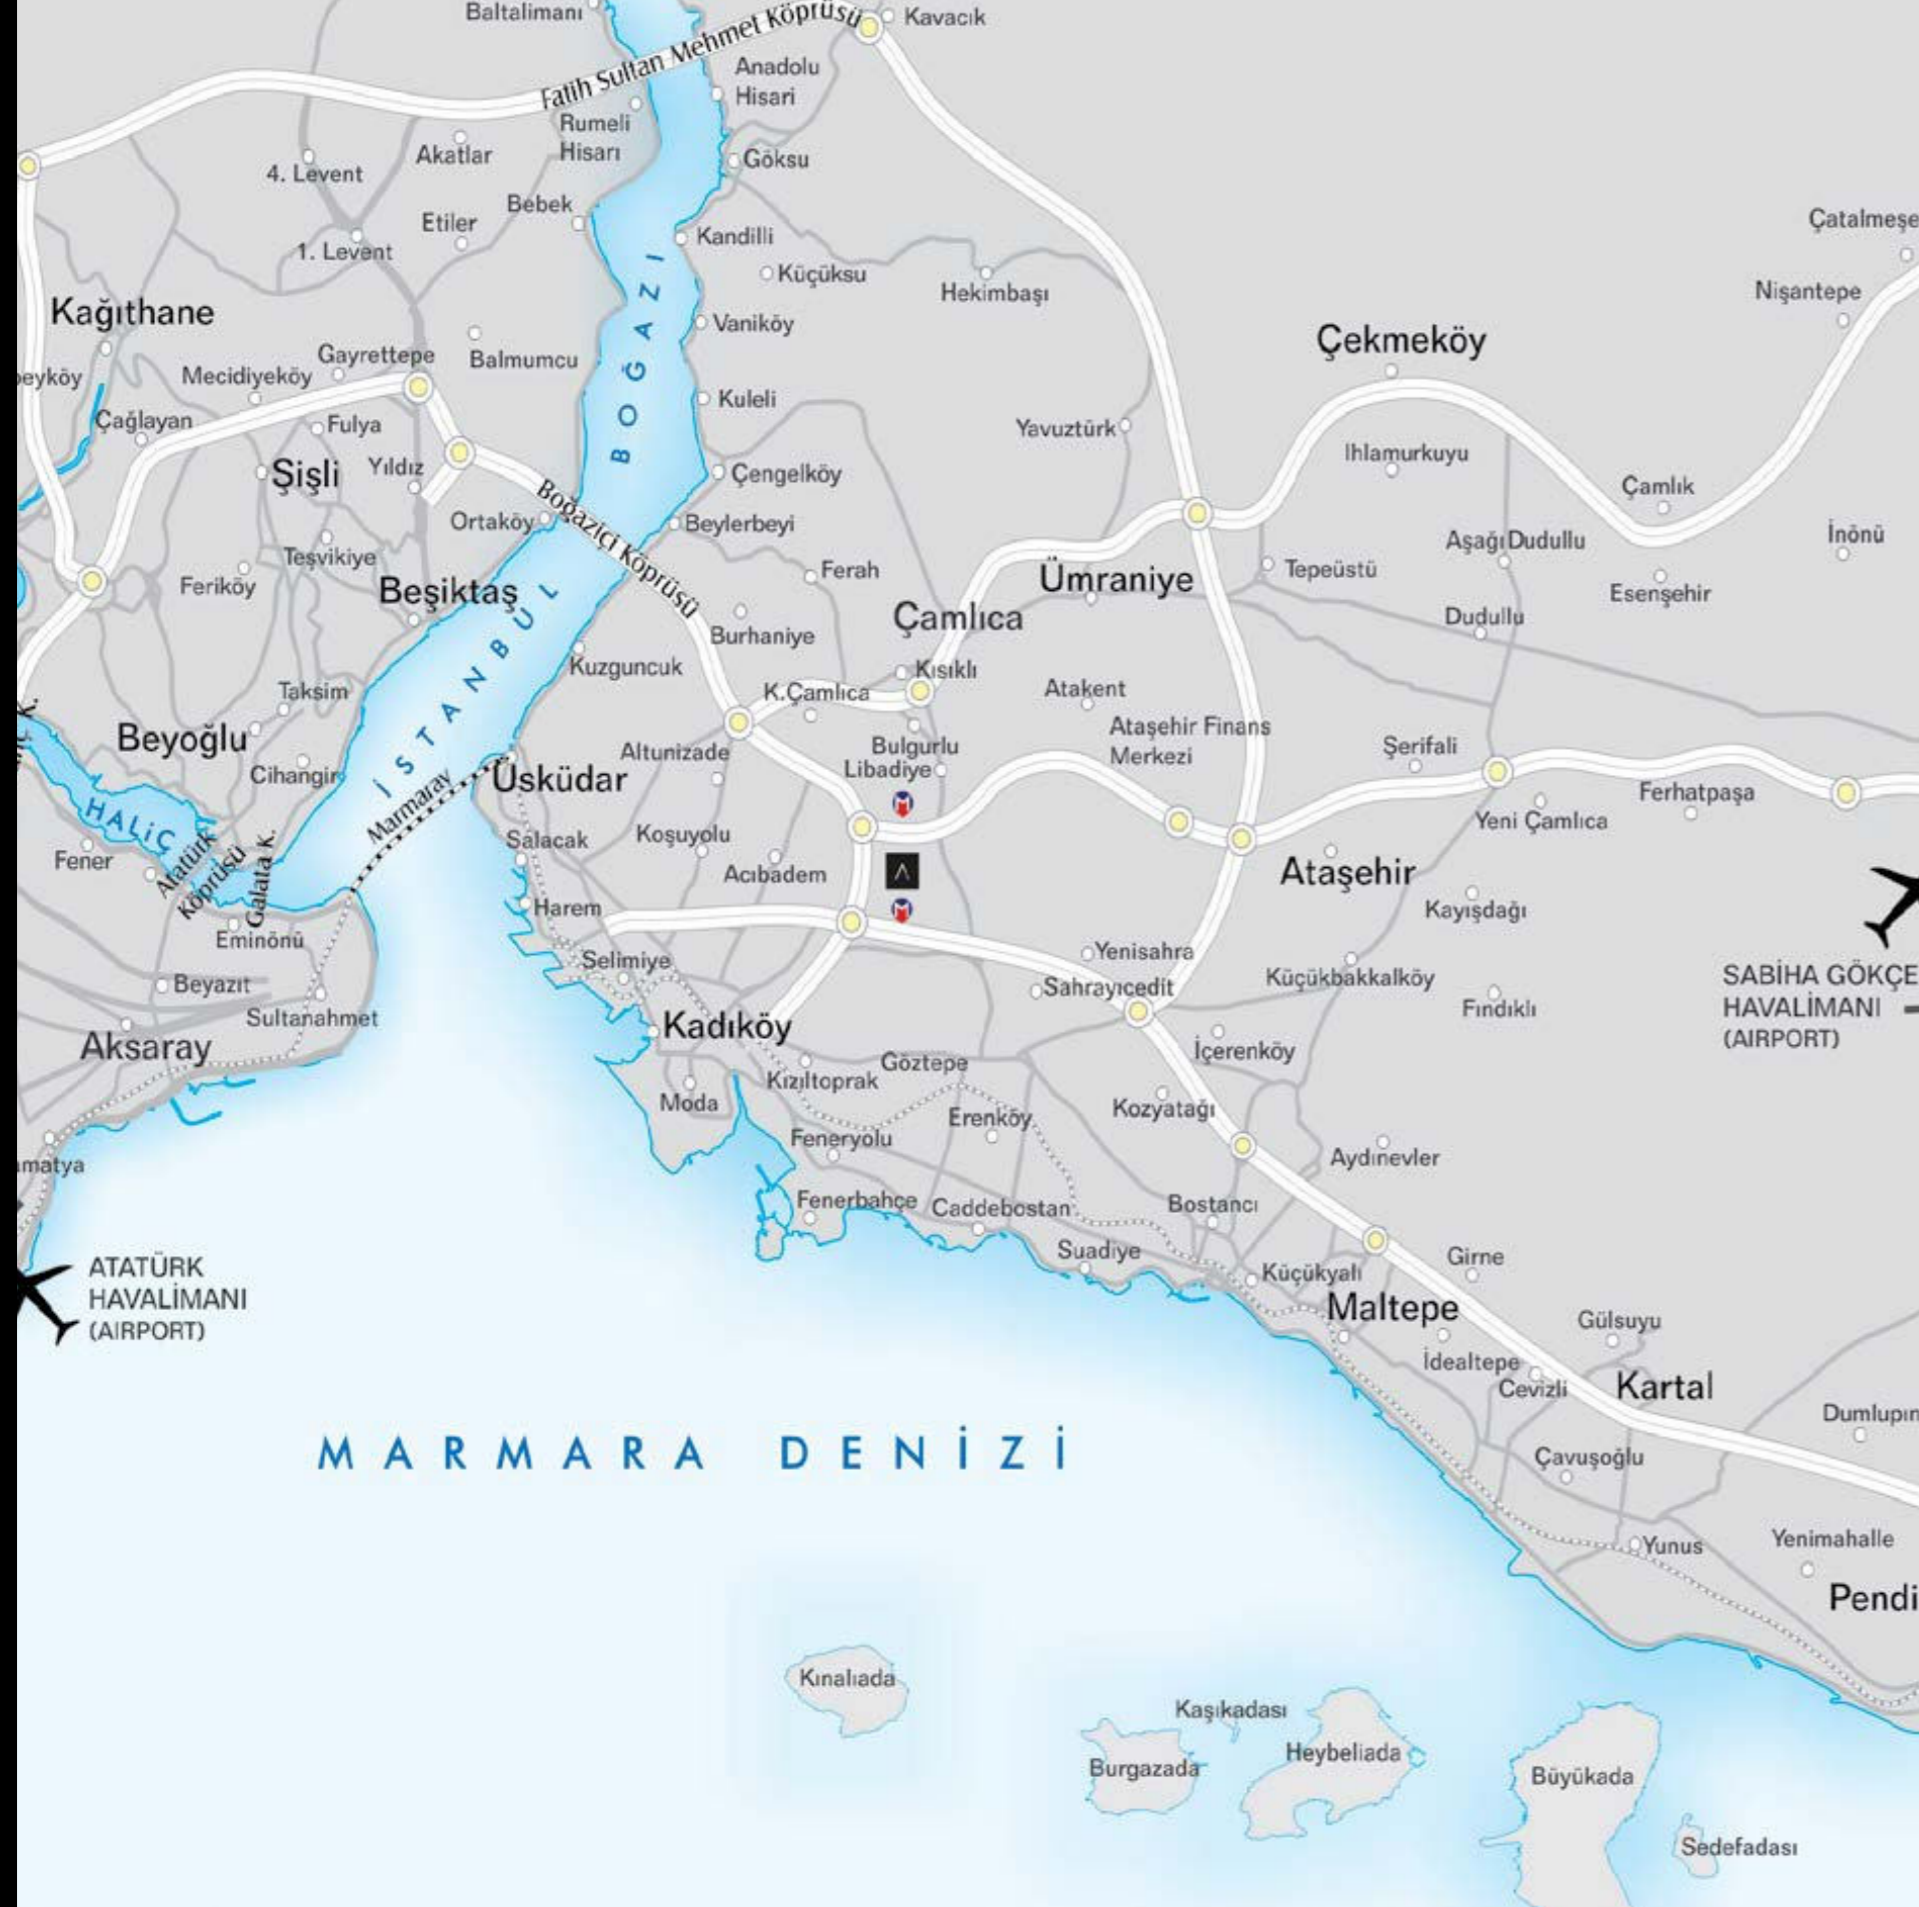 Baltalimanı
Fatih Sultan Mehmet Köprüsü
Kavacık
Anadolu
Hisari
Rumeli
Hisarı
Akatlar
4. Levent
Göksu
Bebek
Etiler
1. Levent
Kandilli
Küçüksu
Hekimbaşı
Çatalmeşe
Nişantepe
Kağıthane
Vaniköy
Çekmeköy
Gayrettepe
Balmumcu
Mecidiyeköy
eyköy
Kuleli
Çağlayan
Fulya
Yavuztürk
Şişli
Yıldız
Çengelköy
Ihlamurkuyu
Çamlık
Boğaziçi Köprüsü
Ortaköy
Beylerbeyi
İnönü
Aşağı Dudullu
Teşvikiye
Feriköy
Beşiktaş
Ferah
Ümraniye
Tepeüstü
Esenşehir
Çamlıca
Dudullu
Burhaniye
İSTANBUL BOĞAZI
Kuzguncuk
Kısıklı
K.Çamlıca
Atakent
Taksim
K.
Beyoğlu
Ataşehir Finans
Merkezi
Altunizade
Bulgurlu
Libadiye
Şerifali
Cihangir
Marmaray
Üsküdar
Ferhatpaşa
Yeni Çamlıca
HALİÇ
Fener
Atatürk
Köprüsü
Galata K.
Salacak
Koşuyolu
Acıbadem
Λ
Ataşehir
Harem
Kayışdağı
Eminönü
Yenisahra
Selimiye
Beyazıt
Sahrayıcedit
Küçükbakkalköy
SABİHA GÖKÇE
HAVALİMANI
(AIRPORT)
Fındıklı
Sultanahmet
Kadıköy
Aksaray
İçerenköy
Göztepe
Kızıltoprak
Moda
Erenköy
Kozyatağı
Feneryolu
Aydınevler
matya
Fenerbahçe
Caddebostan
Bostancı
Suadiye
Girne
Küçükyalı
ATATÜRK
HAVALİMANI
(AIRPORT)
Maltepe
Gülsuyu
İdealtepe
Cevizli
Kartal
Dumlupın
MARMARA DENİZİ
Çavuşoğlu
Yunus
Yenimahalle
Pendi
Kınalıada
Kaşıkadası
Burgazada
Heybeliada
Büyükada
Sedefadası